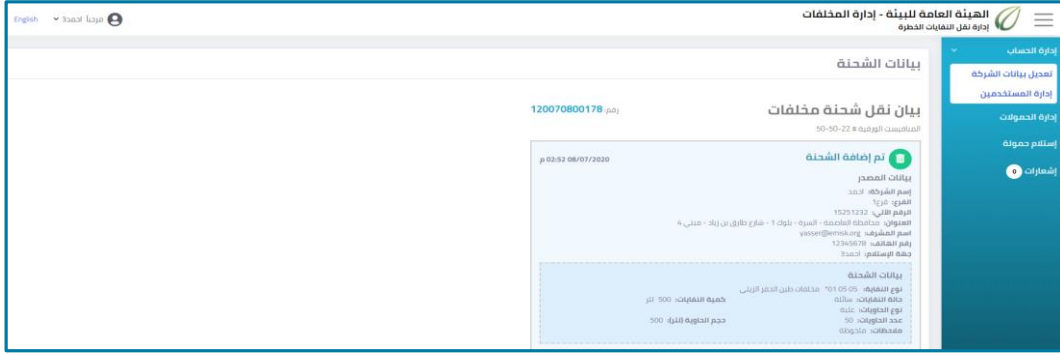 الهيئة العامة للبيئة - إدارة المخلفات
إدارة نقل النفايات الخطرة
مرحباً احمد3
English
إدارة الحساب
تعديل بيانات الشركة
إدارة المستخدمين
إدارة الحمولات
إستلام حمولة
إشعارات 0
بيانات الشحنة
بيان نقل شحنة مخلفات
رقم: 120070800178
المنافيست الورقية # 22-50-50
تم إضافة الشحنة
08/07/2020 02:52 م
بيانات المصدر
إسم الشركة: احمد
الفرع: فرع1
الرقم الآلي: 15251232
العنوان: محافظة العاصمة - السرة - بلوك 1 - شارع طارق بن زياد - مبنى 4
اسم المشرف: yasser@emisk.org
رقم الهاتف: 12345678
جهة الإستلام: احمد3
بيانات الشحنة
نوع النفاية: 05 05 01* مخلفات طين الحفر الزيتي
حالة النفايات: سائلة
كمية النفايات: 500 لتر
نوع الحاويات: علبة
عدد الحاويات: 50
حجم الحاوية (لتر): 500
ملاحظات: ملحوظة